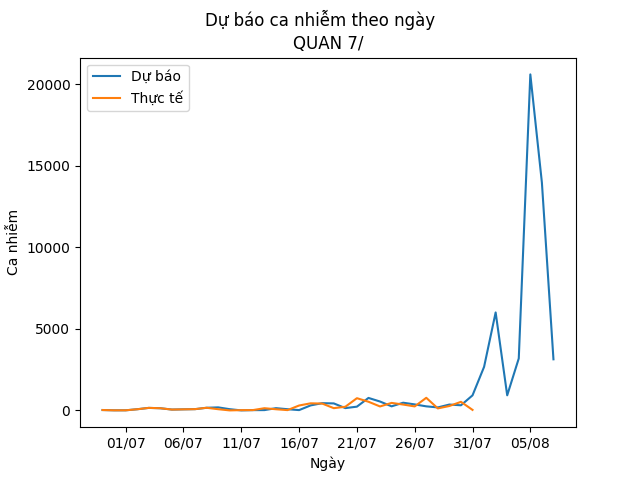 Dự báo ca nhiễm theo ngày
QUAN 7/
Dự báo
Thực tế
20000
15000
10000
5000
0
Ca nhiễm
01/07 06/07 11/07 16/07 21/07 26/07 31/07 05/08
Ngày